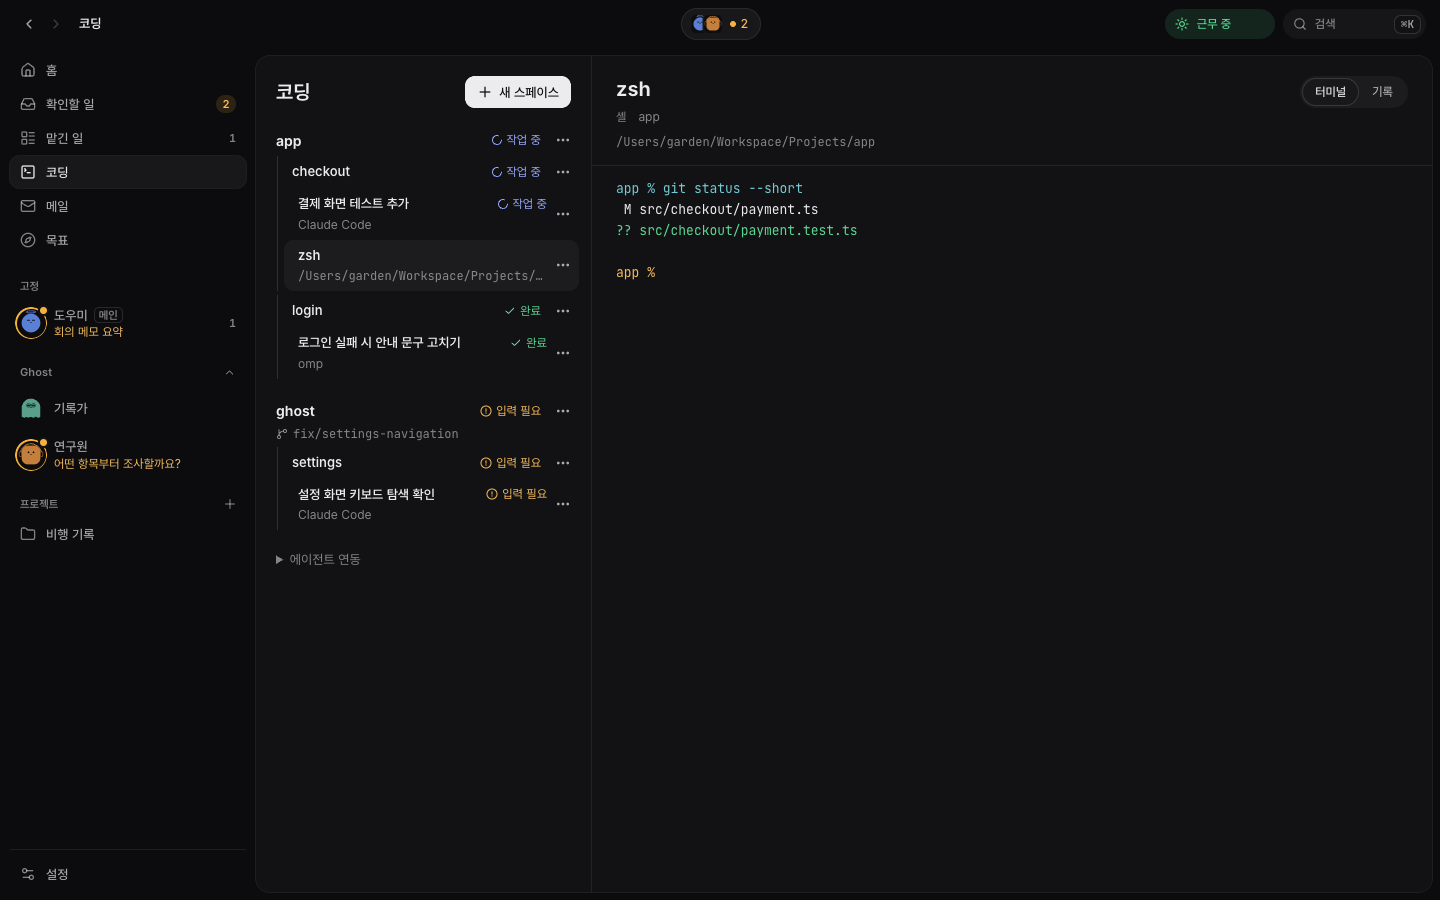 코딩
2
근무 중
검색
⌘K
홈
확인할 일
2
맡긴 일
1
코딩
메일
목표
고정
도우미
메인
회의 메모 요약
1
Ghost
기록가
연구원
어떤 항목부터 조사할까요?
프로젝트
비행 기록
설정
코딩
새 스페이스
app
작업 중
checkout
작업 중
결제 화면 테스트 추가
작업 중
Claude Code
zsh
/Users/garden/Workspace/Projects/…
login
완료
로그인 실패 시 안내 문구 고치기
완료
omp
ghost
입력 필요
fix/settings-navigation
settings
입력 필요
설정 화면 키보드 탐색 확인
입력 필요
Claude Code
에이전트 연동
zsh
터미널
기록
셸 app
/Users/garden/Workspace/Projects/app
app % git status --short
M src/checkout/payment.ts
?? src/checkout/payment.test.ts
app %